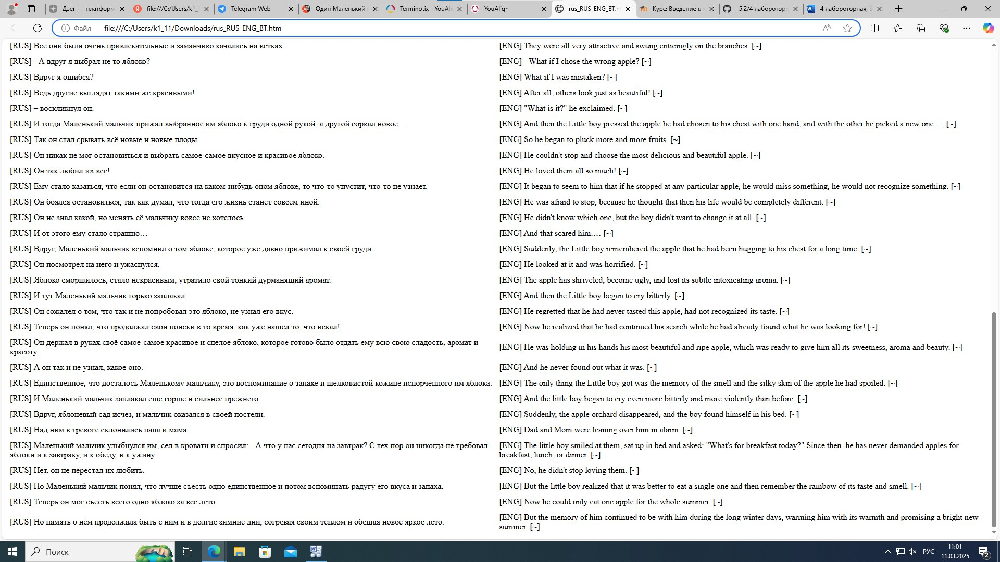 Дзен — платформ
file:///C:/Users/k1_
Telegram Web
Один Маленький
Terminotix - YouAli
YouAlign
rus_RUS-ENG_BT.h
Курс: Введение в
-5.2/4 лабороторн
4 лабороторная, 
Файл
file:///C:/Users/k1_11/Downloads/rus_RUS-ENG_BT.htm
[RUS] Все они были очень привлекательные и заманчиво качались на ветках.
[ENG] They were all very attractive and swung enticingly on the branches. [~]
[RUS] - А вдруг я выбрал не то яблоко?
[ENG] - What if I chose the wrong apple? [~]
[RUS] Вдруг я ошибся?
[ENG] What if I was mistaken? [~]
[RUS] Ведь другие выглядят такими же красивыми!
[ENG] After all, others look just as beautiful! [~]
[RUS] – воскликнул он.
[ENG] "What is it?" he exclaimed. [~]
[RUS] И тогда Маленький мальчик прижал выбранное им яблоко к груди одной рукой, а другой сорвал новое…
[ENG] And then the Little boy pressed the apple he had chosen to his chest with one hand, and with the other he picked a new one.… [~]
[RUS] Так он стал срывать всё новые и новые плоды.
[ENG] So he began to pluck more and more fruits. [~]
[RUS] Он никак не мог остановиться и выбрать самое-самое вкусное и красивое яблоко.
[ENG] He couldn't stop and choose the most delicious and beautiful apple. [~]
[RUS] Он так любил их все!
[ENG] He loved them all so much! [~]
[RUS] Ему стало казаться, что если он остановится на каком-нибудь оном яблоке, то что-то упустит, что-то не узнает.
[ENG] It began to seem to him that if he stopped at any particular apple, he would miss something, he would not recognize something. [~]
[RUS] Он боялся остановиться, так как думал, что тогда его жизнь станет совсем иной.
[ENG] He was afraid to stop, because he thought that then his life would be completely different. [~]
[RUS] Он не знал какой, но менять её мальчику вовсе не хотелось.
[ENG] He didn't know which one, but the boy didn't want to change it at all. [~]
[RUS] И от этого ему стало страшно…
[ENG] And that scared him.… [~]
[RUS] Вдруг, Маленький мальчик вспомнил о том яблоке, которое уже давно прижимал к своей груди.
[ENG] Suddenly, the Little boy remembered the apple that he had been hugging to his chest for a long time. [~]
[RUS] Он посмотрел на него и ужаснулся.
[ENG] He looked at it and was horrified. [~]
[RUS] Яблоко сморщилось, стало некрасивым, утратило свой тонкий дурманящий аромат.
[ENG] The apple has shriveled, become ugly, and lost its subtle intoxicating aroma. [~]
[RUS] И тут Маленький мальчик горько заплакал.
[ENG] And then the Little boy began to cry bitterly. [~]
[RUS] Он сожалел о том, что так и не попробовал это яблоко, не узнал его вкус.
[ENG] He regretted that he had never tasted this apple, had not recognized its taste. [~]
[RUS] Теперь он понял, что продолжал свои поиски в то время, как уже нашёл то, что искал!
[ENG] Now he realized that he had continued his search while he had already found what he was looking for! [~]
[RUS] Он держал в руках своё самое-самое красивое и спелое яблоко, которое готово было отдать ему всю свою сладость, аромат и
красоту.
[ENG] He was holding in his hands his most beautiful and ripe apple, which was ready to give him all its sweetness, aroma and beauty. [~]
[RUS] А он так и не узнал, какое оно.
[ENG] And he never found out what it was. [~]
[RUS] Единственное, что досталось Маленькому мальчику, это воспоминание о запахе и шелковистой кожице испорченного им яблока.
[ENG] The only thing the Little boy got was the memory of the smell and the silky skin of the apple he had spoiled. [~]
[RUS] И Маленький мальчик заплакал ещё горше и сильнее прежнего.
[ENG] And the little boy began to cry even more bitterly and more violently than before. [~]
[RUS] Вдруг, яблоневый сад исчез, и мальчик оказался в своей постели.
[ENG] Suddenly, the apple orchard disappeared, and the boy found himself in his bed. [~]
[RUS] Над ним в тревоге склонились папа и мама.
[ENG] Dad and Mom were leaning over him in alarm. [~]
[RUS] Маленький мальчик улыбнулся им, сел в кровати и спросил: - А что у нас сегодня на завтрак? С тех пор он никогда не требовал
яблоки и к завтраку, и к обеду, и к ужину.
[ENG] The little boy smiled at them, sat up in bed and asked: "What's for breakfast today?" Since then, he has never demanded apples for
breakfast, lunch, or dinner. [~]
[RUS] Нет, он не перестал их любить.
[ENG] No, he didn't stop loving them. [~]
[RUS] Но Маленький мальчик понял, что лучше съесть одно единственное и потом вспоминать радугу его вкуса и запаха.
[ENG] But the little boy realized that it was better to eat a single one and then remember the rainbow of its taste and smell. [~]
[RUS] Теперь он мог съесть всего одно яблоко за всё лето.
[ENG] Now he could only eat one apple for the whole summer. [~]
[RUS] Но память о нём продолжала быть с ним и в долгие зимние дни, согревая своим теплом и обещая новое яркое лето.
[ENG] But the memory of him continued to be with him during the long winter days, warming him with its warmth and promising a bright new
summer. [~]
Поиск
РУС
11:01
11.03.2025
2